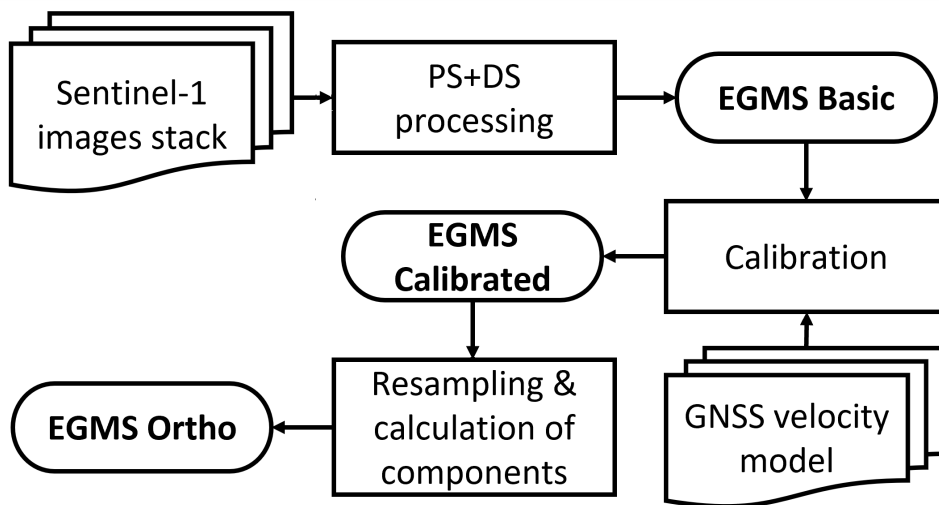 Sentinel-1
images stack
PS+DS
processing
EGMS Basic
EGMS
Calibrated
Calibration
EGMS Ortho
Resampling &
calculation of
components
GNSS velocity
model